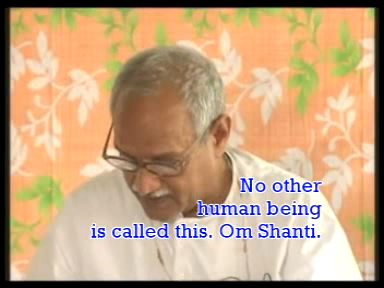 No other
human being
is called this. Om Shanti.